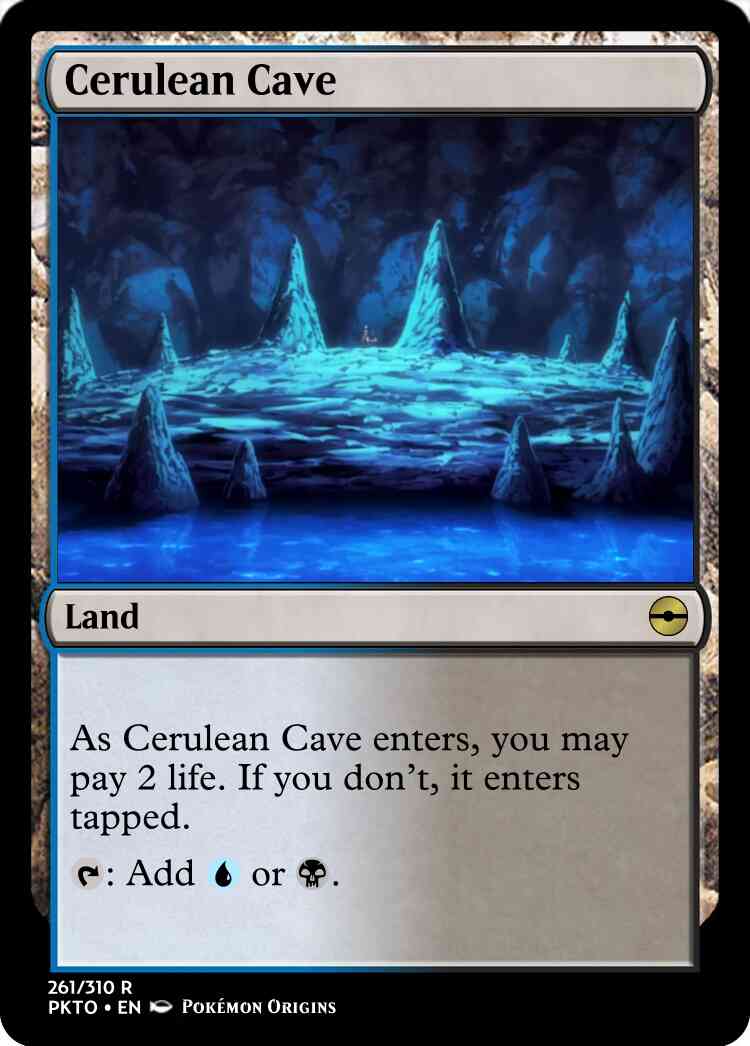 Cerulean Cave
Land
As Cerulean Cave enters, you may
pay 2 life. If you don't, it enters
tapped.
: Add or .
261/310 R
PKTO • EN Pokémon Origins